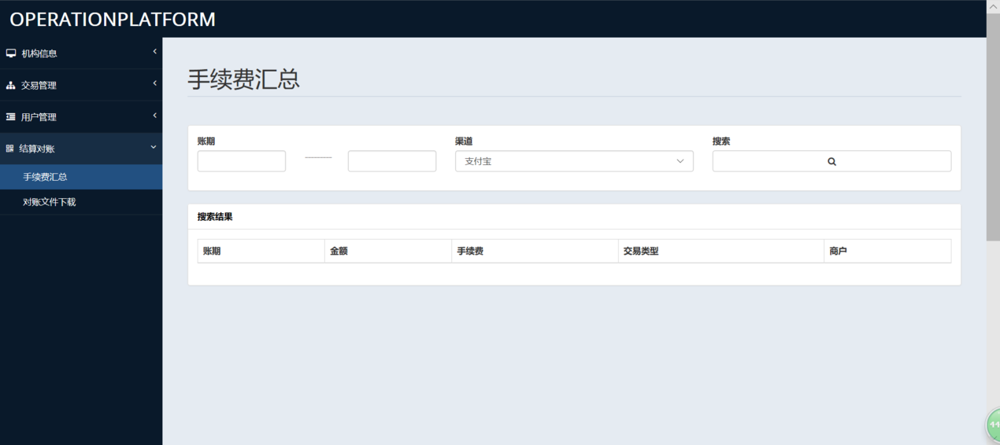 OPERATIONPLATFORM
机构信息
交易管理
用户管理
结算对账
手续费汇总
对账文件下载
手续费汇总
账期 渠道 搜索
---------- 支付宝
搜索结果
账期 金额 手续费 交易类型 商户
44